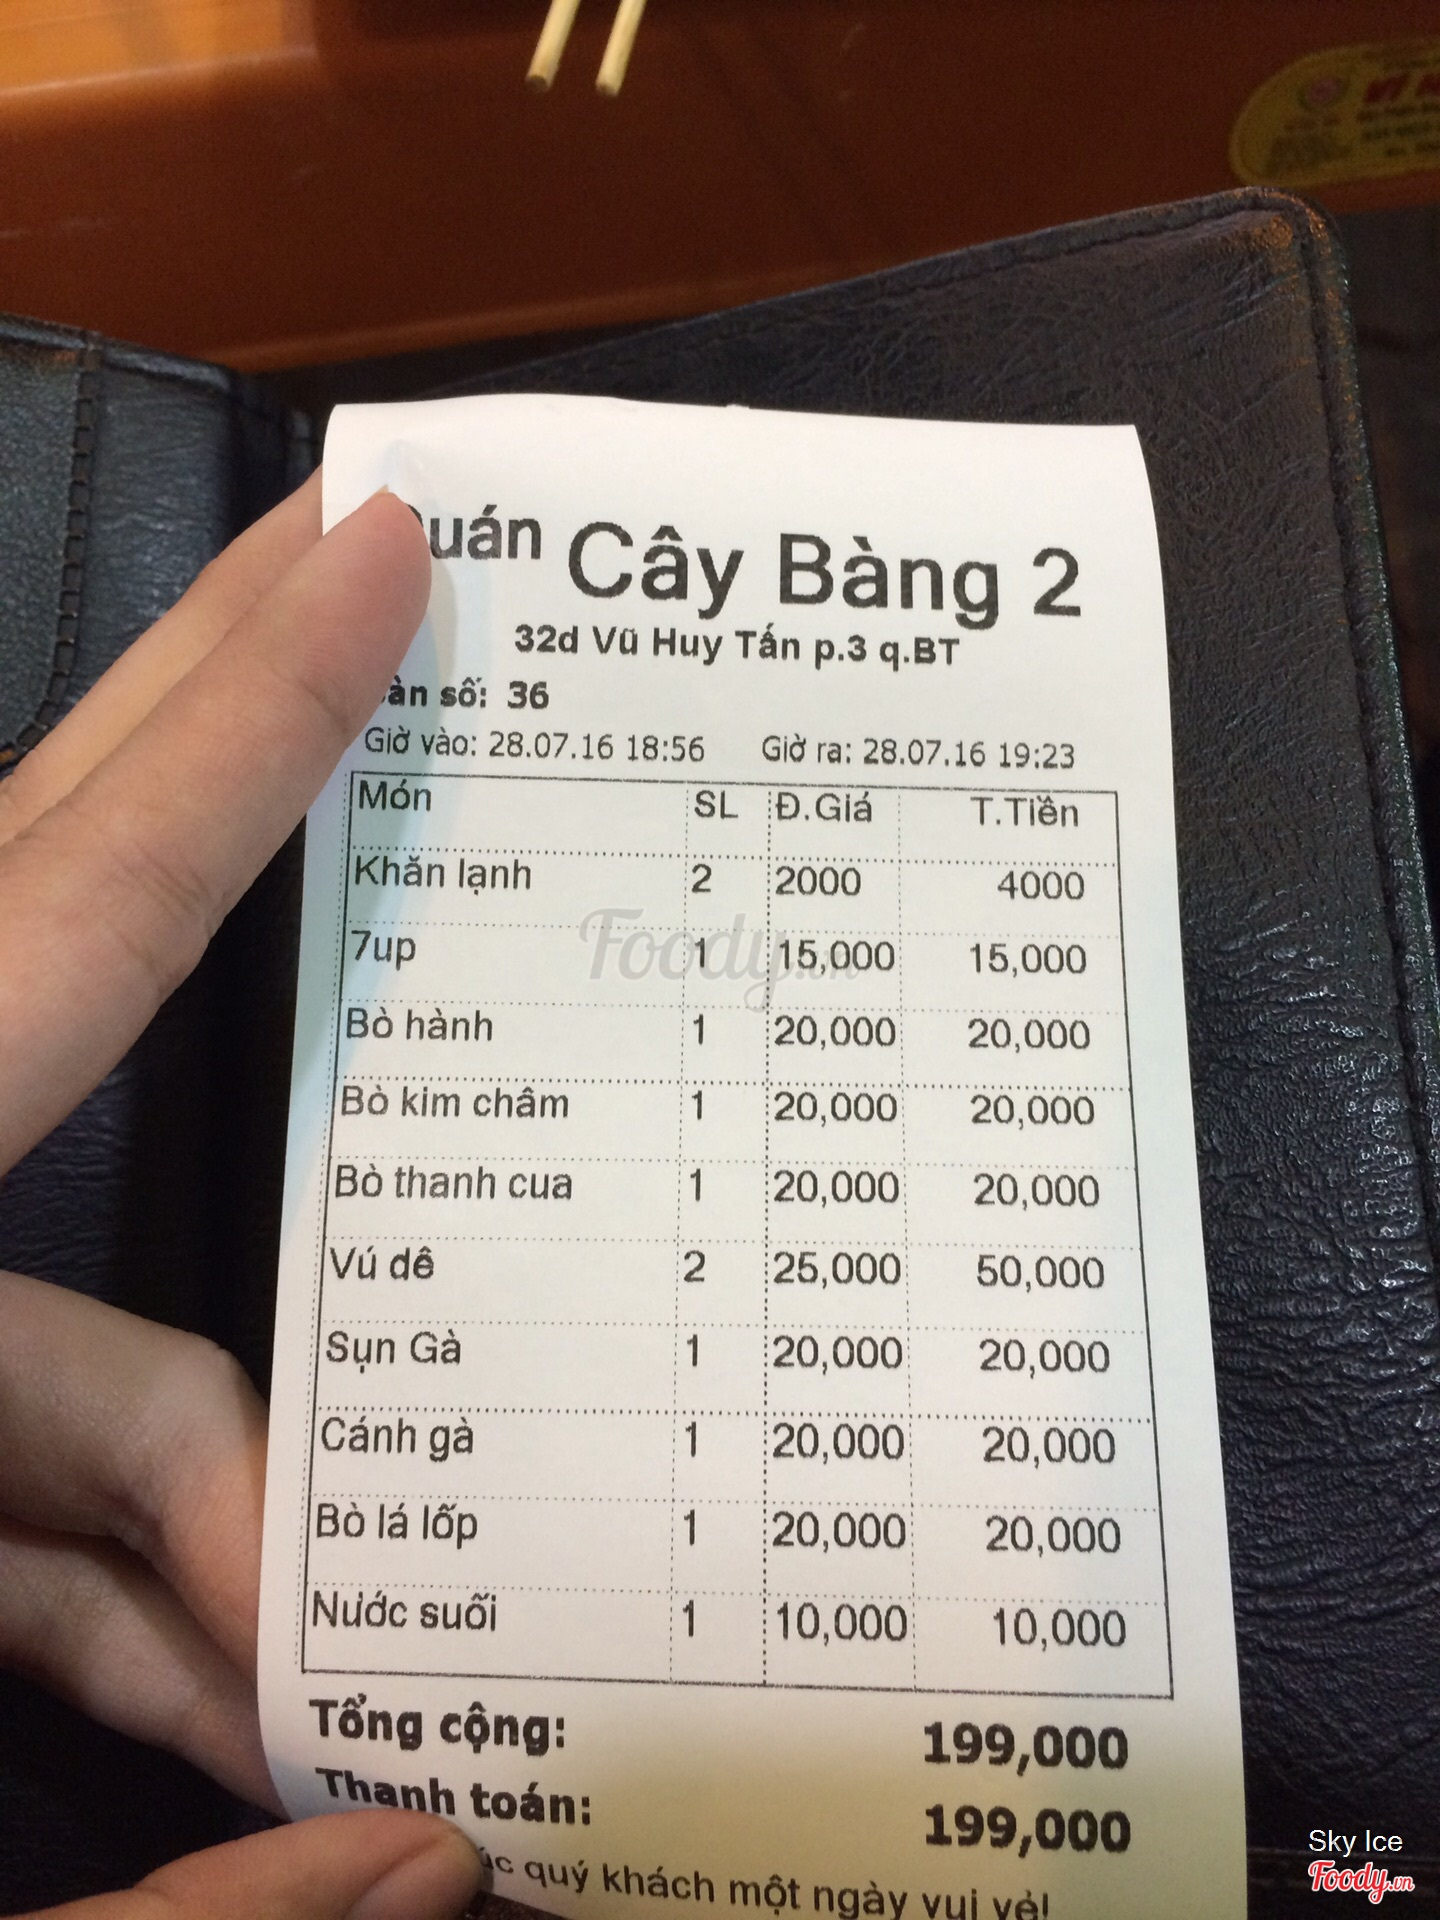 Quán Cây Bàng 2
32d Vũ Huy Tấn p.3 q.BT
Bàn số: 36
Giờ vào: 28.07.16 18:56 Giờ ra: 28.07.16 19:23
Món SL Đ.Giá T.Tiền
Khăn lạnh 2 2000 4000
7up 1 15,000 15,000
Bò hành 1 20,000 20,000
Bò kim châm 1 20,000 20,000
Bò thanh cua 1 20,000 20,000
Vú dê 2 25,000 50,000
Sụn Gà 1 20,000 20,000
Cánh gà 1 20,000 20,000
Bò lá lốp 1 20,000 20,000
Nước suối 1 10,000 10,000
Tổng cộng: 199,000
Thanh toán: 199,000
quý khách một ngày vui vẻ!
Foody.vn
Sky Ice
Foody.vn